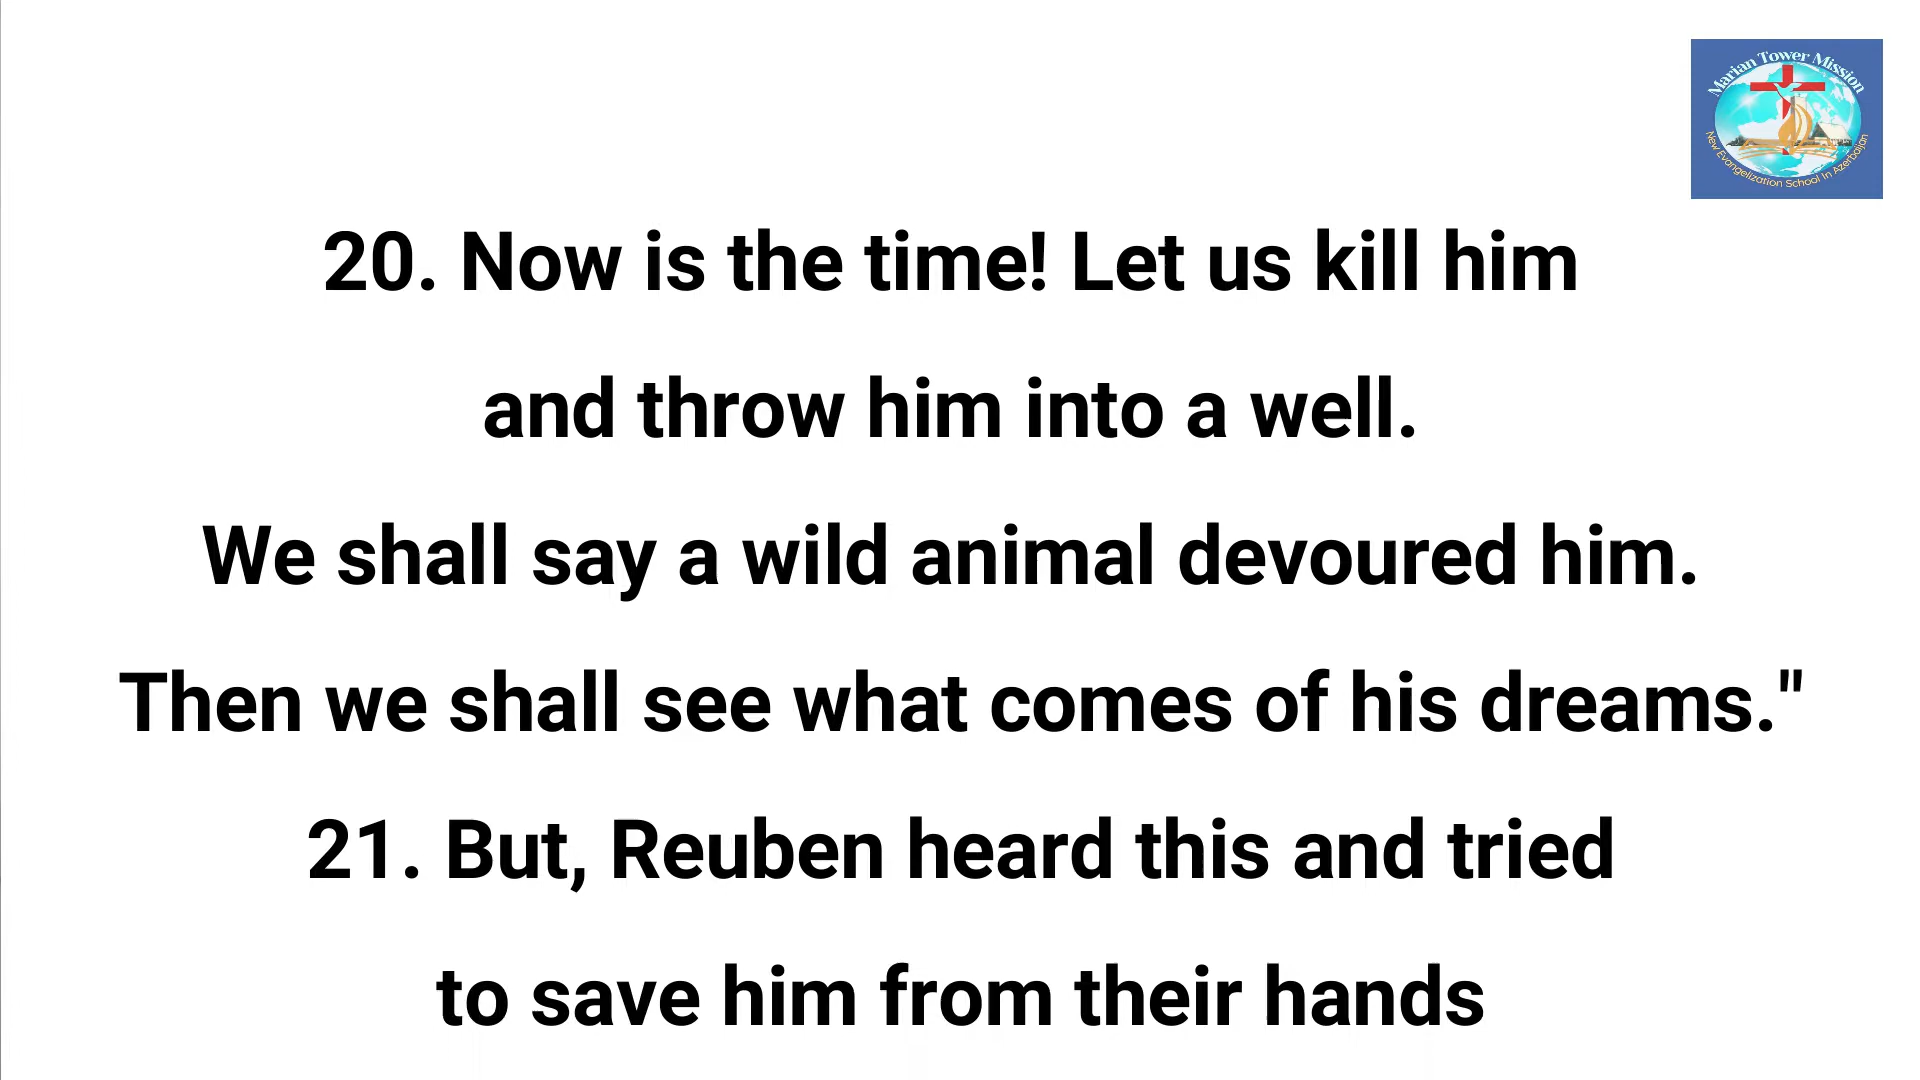 Marian Tower Mission
New Evangelization School In Azerbaijan
20. Now is the time! Let us kill him
and throw him into a well.
We shall say a wild animal devoured him.
Then we shall see what comes of his dreams."
21. But, Reuben heard this and tried
to save him from their hands